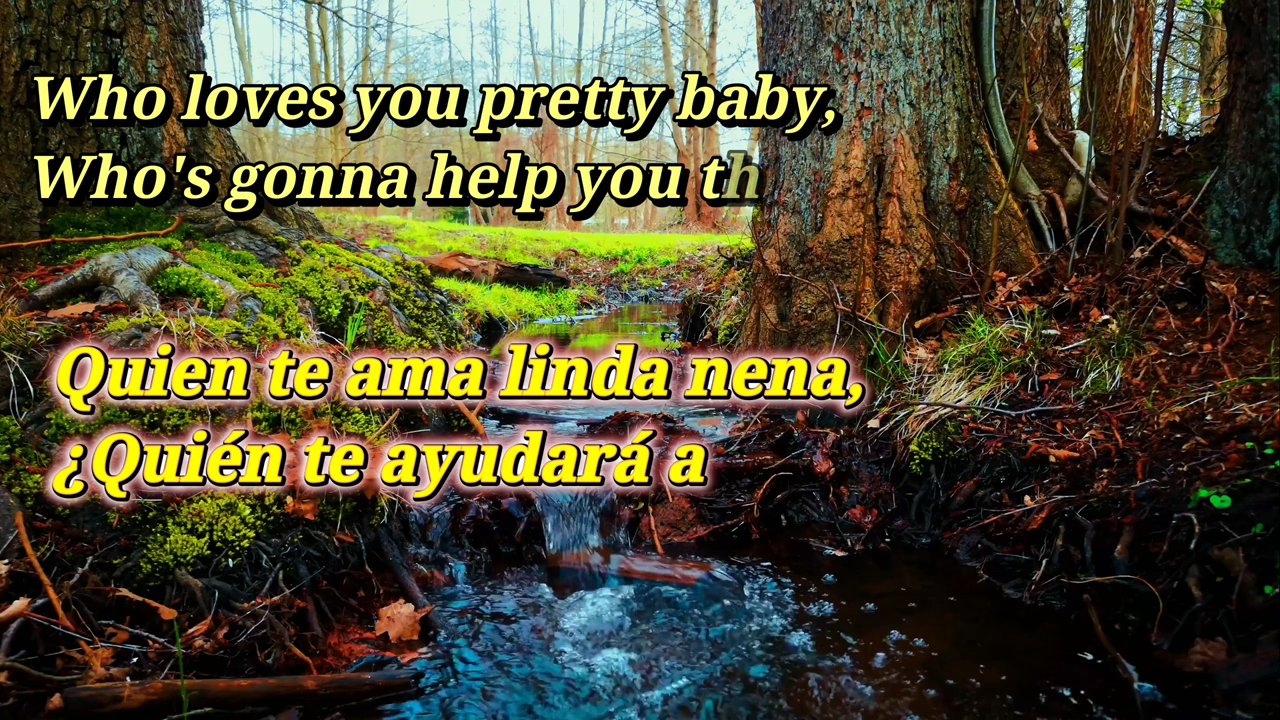 Who loves you pretty baby,
Who's gonna help you th
Quien te ama linda nena,
¿Quién te ayudará a